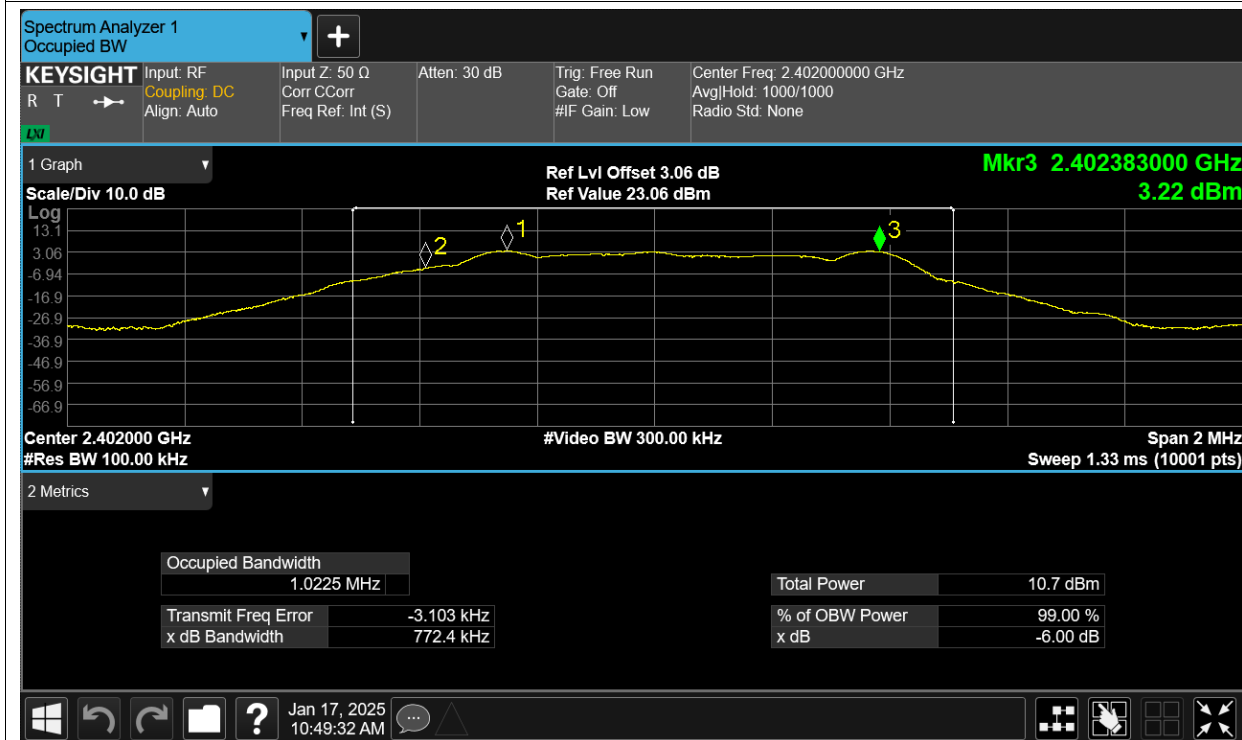 Spectrum Analyzer 1
Occupied BW
+
KEYSIGHT
R T
LXI
Input: RF
Coupling: DC
Align: Auto
Input Z: 50 Ω
Corr CCorr
Freq Ref: Int (S)
Atten: 30 dB
Trig: Free Run
Gate: Off
#IF Gain: Low
Center Freq: 2.402000000 GHz
Avg|Hold: 1000/1000
Radio Std: None
1 Graph
Scale/Div 10.0 dB
Ref Lvl Offset 3.06 dB
Ref Value 23.06 dBm
Mkr3 2.402383000 GHz
3.22 dBm
Log
13.1
3.06
-6.94
-16.9
-26.9
-36.9
-46.9
-56.9
-66.9
2
1
3
Center 2.402000 GHz
#Res BW 100.00 kHz
#Video BW 300.00 kHz
Span 2 MHz
Sweep 1.33 ms (10001 pts)
2 Metrics
Occupied Bandwidth
1.0225 MHz
Transmit Freq Error -3.103 kHz
x dB Bandwidth 772.4 kHz
Total Power 10.7 dBm
% of OBW Power 99.00 %
x dB -6.00 dB
?
Jan 17, 2025
10:49:32 AM